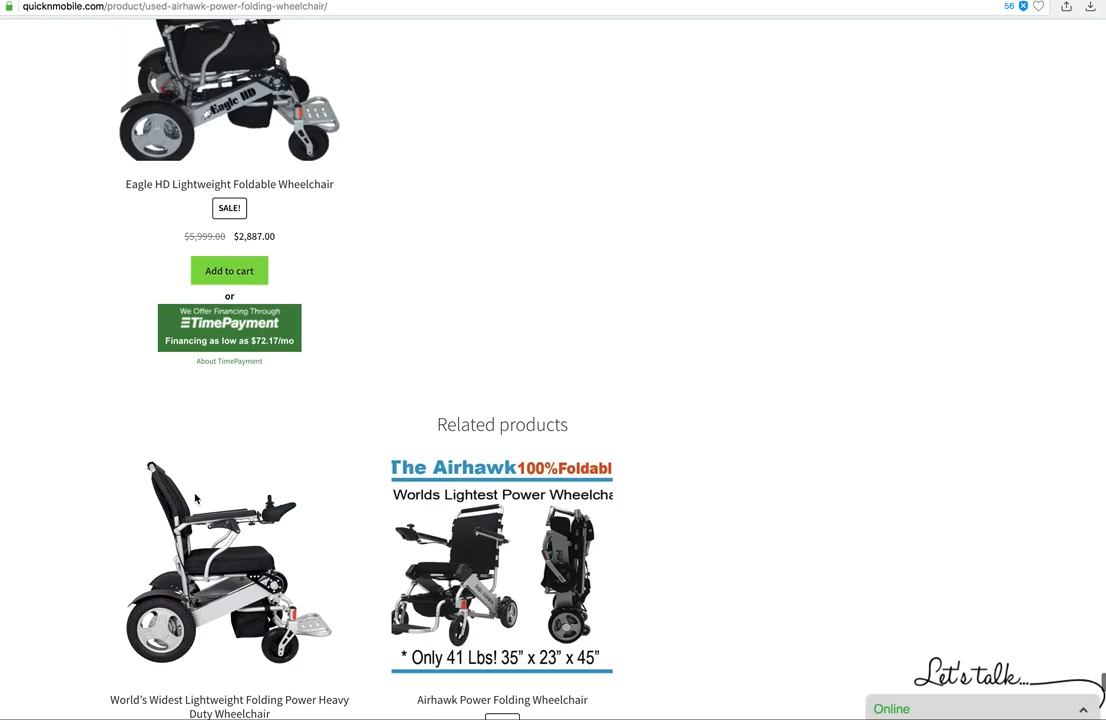 quicknmobile.com/product/used-airhawk-power-folding-wheelchair/
56
Eagle HD
Eagle HD Lightweight Foldable Wheelchair
SALE!
$5,999.00 $2,887.00
Add to cart
or
We Offer Financing Through
TimePayment
Financing as low as $72.17/mo
About TimePayment
Related products
The Airhawk 100%Foldabl
Worlds Lightest Power Wheelcha
* Only 41 Lbs! 35” x 23” x 45”
World’s Widest Lightweight Folding Power Heavy
Duty Wheelchair
Airhawk Power Folding Wheelchair
Let's talk...
Online